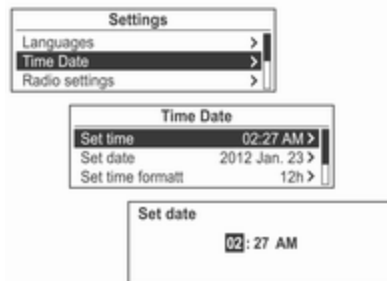 Settings
Languages >
Time Date >
Radio settings >
Time Date
Set time 02:27 AM >
Set date 2012 Jan. 23 >
Set time formatt 12h >
Set date
02 : 27 AM